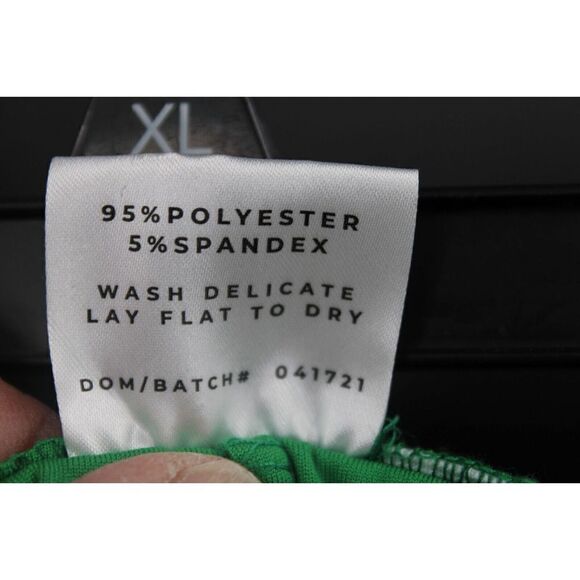 XL
95%POLYESTER
5%SPANDEX
WASH DELICATE
LAY FLAT TO DRY
DOM/BATCH# 041721